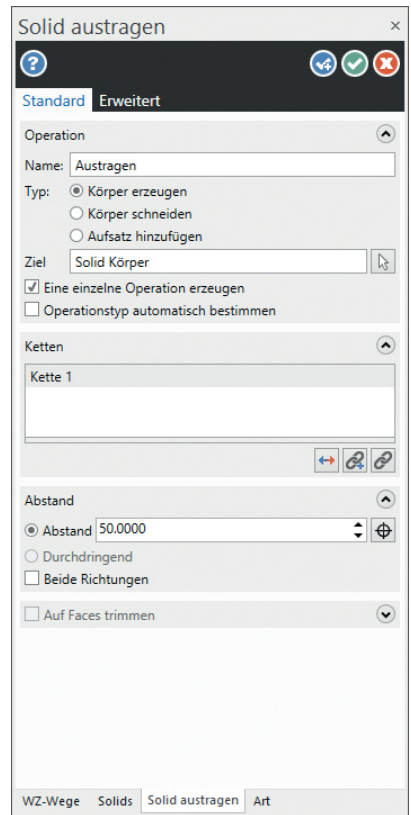 Solid austragen
Standard Erweitert
Operation
Name: Austragen
Typ: Körper erzeugen
Körper schneiden
Aufsatz hinzufügen
Ziel Solid Körper
Eine einzelne Operation erzeugen
Operationstyp automatisch bestimmen
Ketten
Kette 1
Abstand
Abstand 50.0000
Durchdringend
Beide Richtungen
Auf Faces trimmen
WZ-Wege Solids Solid austragen Art